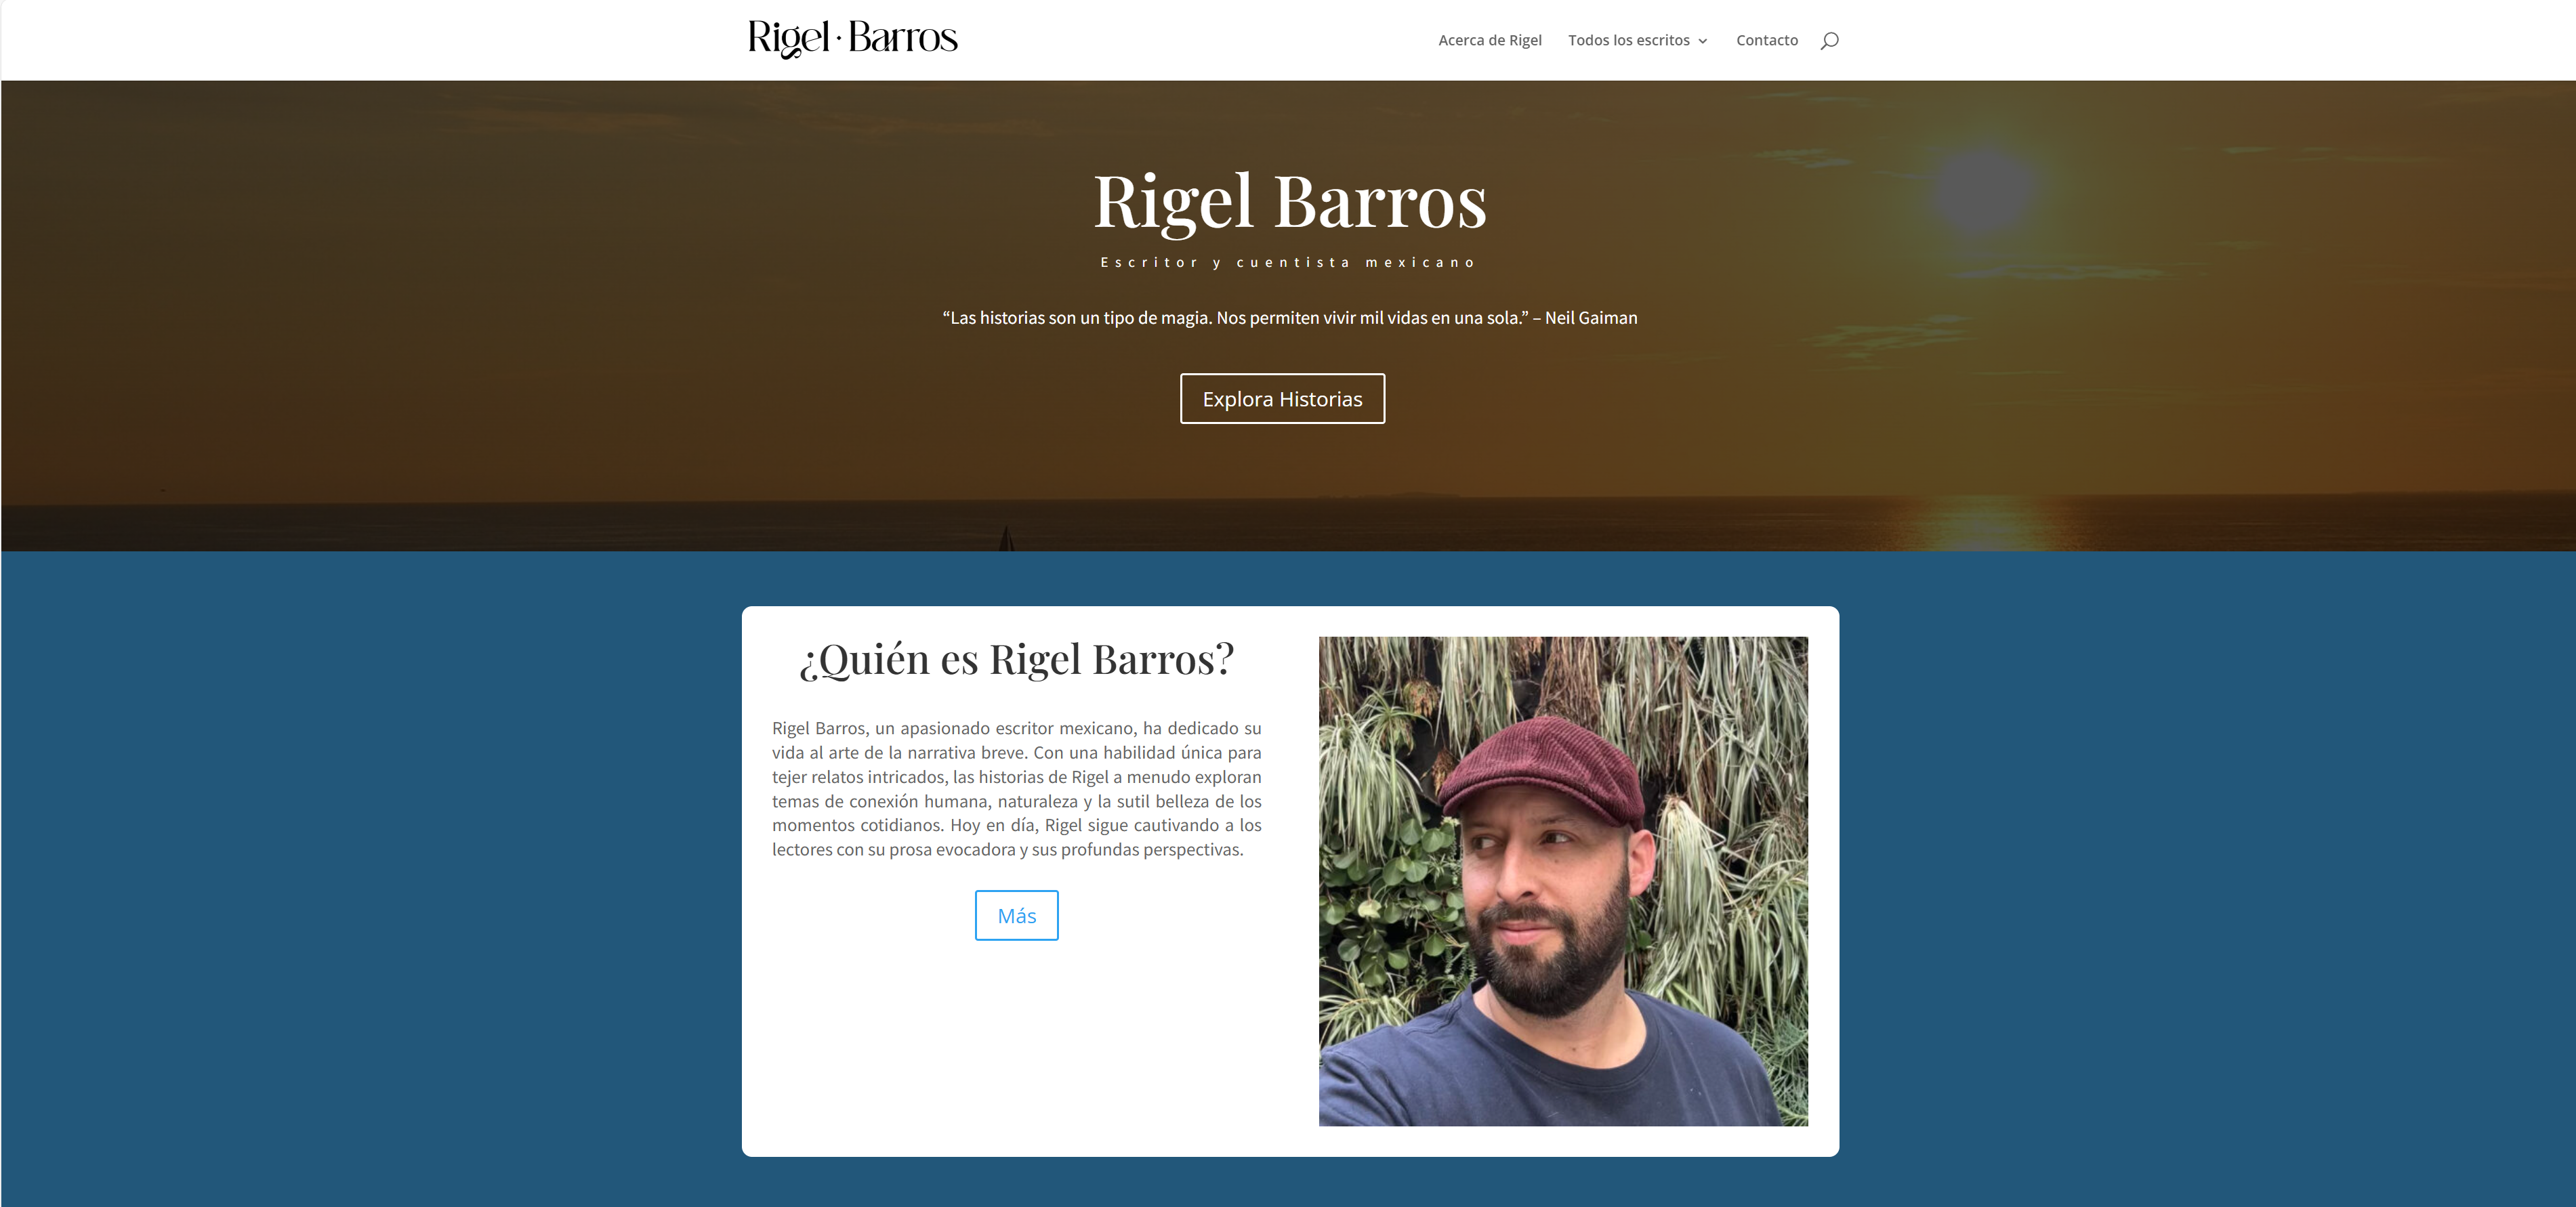 Rigel · Barros
Acerca de Rigel
Todos los escritos
Contacto
Rigel Barros
Escritor y cuentista mexicano
“Las historias son un tipo de magia. Nos permiten vivir mil vidas en una sola.” – Neil Gaiman
Explora Historias
¿Quién es Rigel Barros?
Rigel Barros, un apasionado escritor mexicano, ha dedicado su
vida al arte de la narrativa breve. Con una habilidad única para
tejer relatos intricados, las historias de Rigel a menudo exploran
temas de conexión humana, naturaleza y la sutil belleza de los
momentos cotidianos. Hoy en día, Rigel sigue cautivando a los
lectores con su prosa evocadora y sus profundas perspectivas.
Más